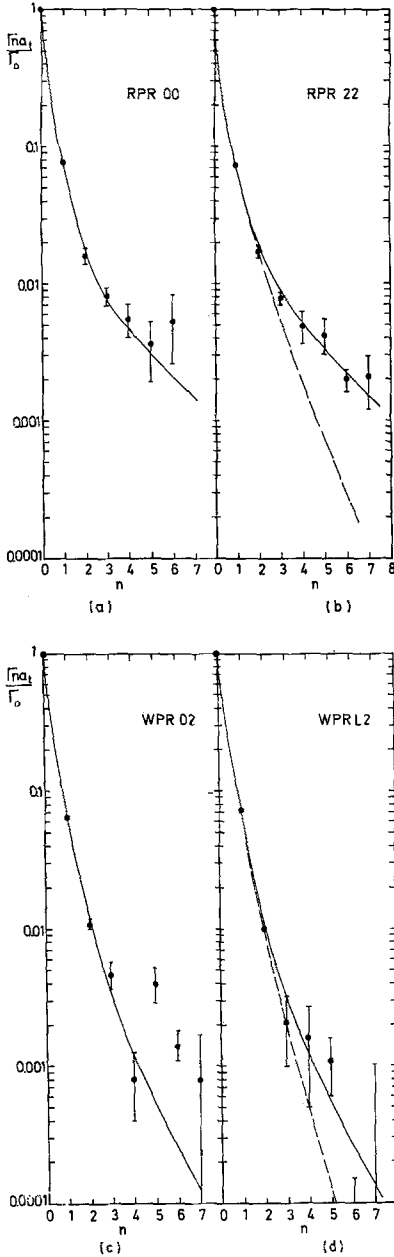 1
Γna₁
Γ₀
RPR 00
RPR 22
0.1
0.01
0.001
0.0001
0 1 2 3 4 5 6 7
0 1 2 3 4 5 6 7 8
n
n
(a)
(b)
1
Γna₁
Γ₀
WPR 02
WPR L2
0.1
0.01
0.001
0.0001
0 1 2 3 4 5 6 7
0 1 2 3 4 5 6 7
n
n
(c)
(d)